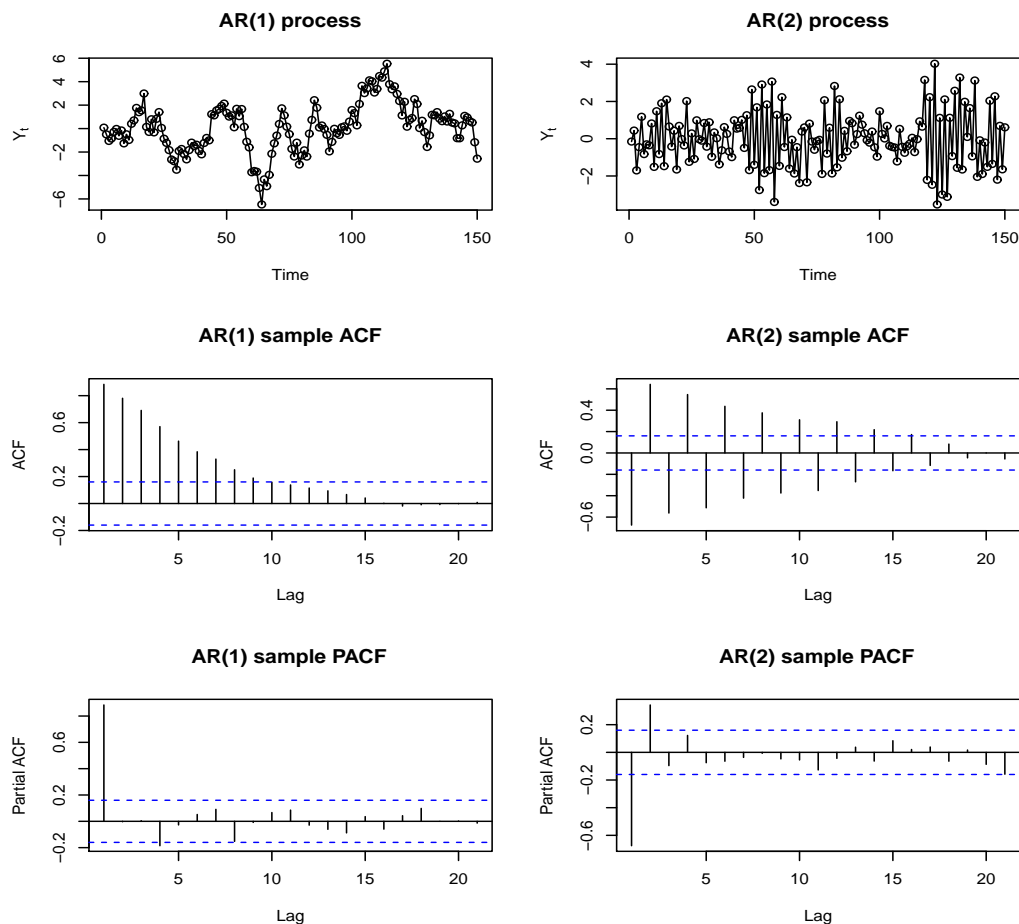 AR(1) process
Y_t
6
4
2
−2
−6
0
50
100
150
Time
AR(2) process
Y_t
4
2
0
−2
0
50
100
150
Time
AR(1) sample ACF
ACF
0.6
0.2
−0.2
5
10
15
20
Lag
AR(2) sample ACF
ACF
0.4
0.0
−0.6
5
10
15
20
Lag
AR(1) sample PACF
Partial ACF
0.6
0.2
−0.2
5
10
15
20
Lag
AR(2) sample PACF
Partial ACF
0.2
−0.2
−0.6
5
10
15
20
Lag